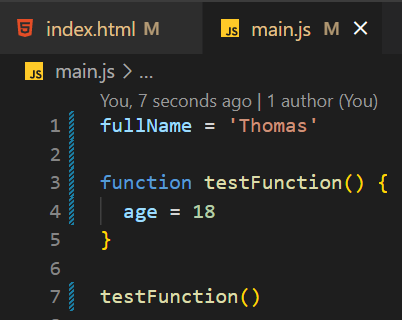 index.html M main.js M
JS main.js > ...
You, 7 seconds ago | 1 author (You)
1 fullName = 'Thomas'
2
3 function testFunction() {
4 age = 18
5 }
6
7 testFunction()